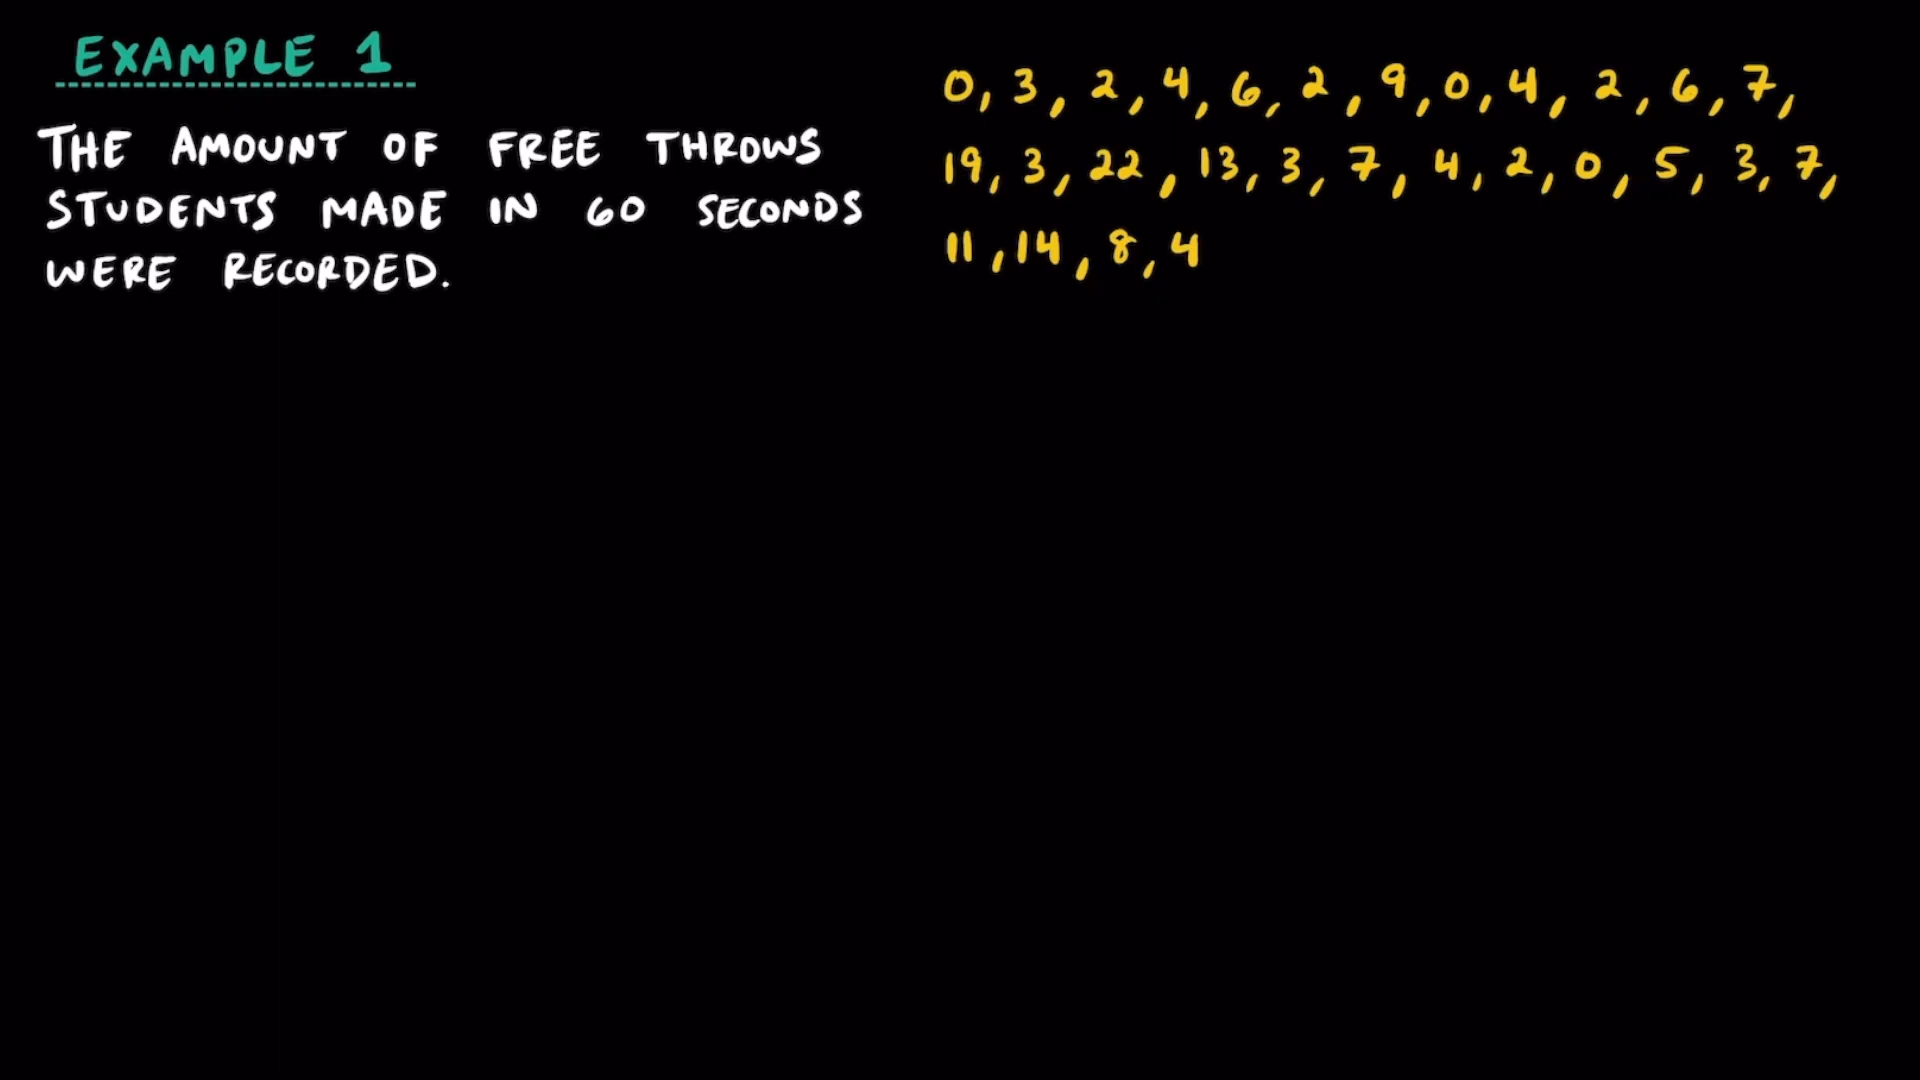 EXAMPLE 1
THE AMOUNT OF FREE THROWS
STUDENTS MADE IN 60 SECONDS
WERE RECORDED.
0, 3, 2, 4, 6, 2, 9, 0, 4, 2, 6, 7,
19, 3, 22, 13, 3, 7, 4, 2, 0, 5, 3, 7,
11, 14, 8, 4